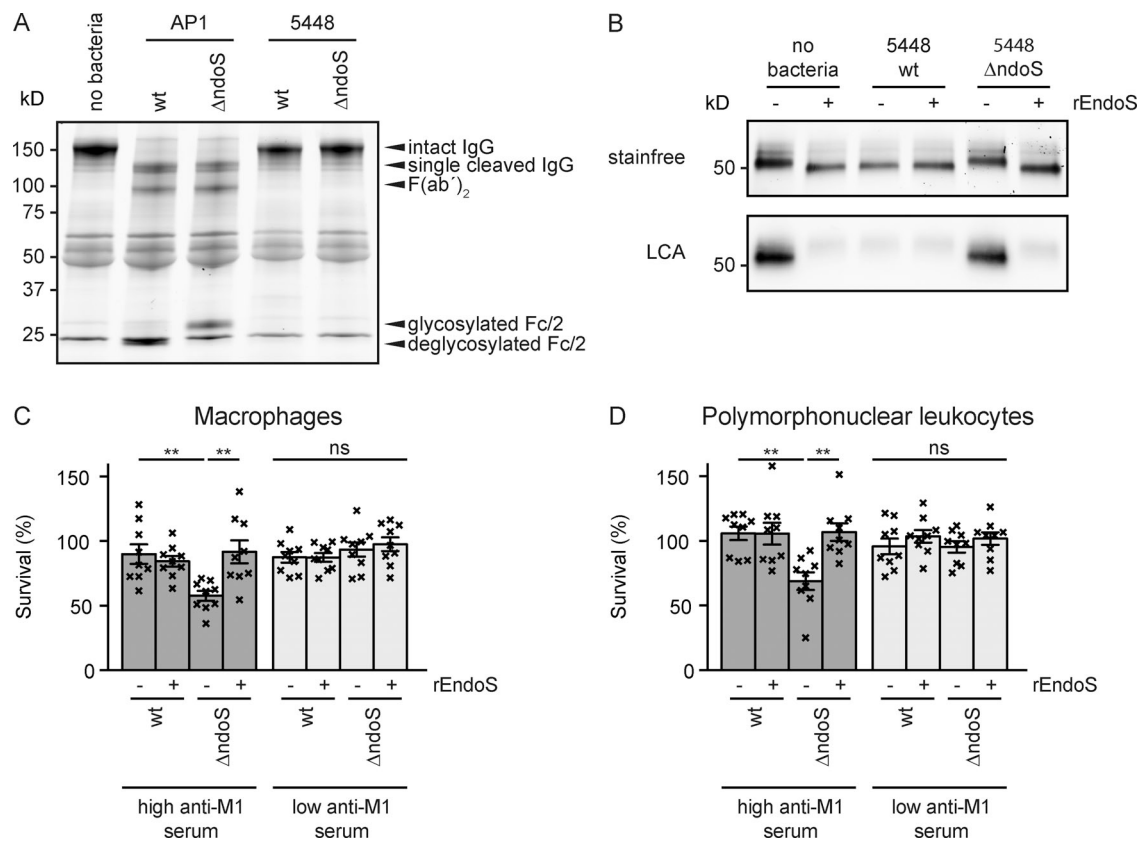 A
AP1
5448
kD
no bacteria
wt
ΔndoS
wt
ΔndoS
150
100
75
50
37
25
intact IgG
single cleaved IgG
F(ab´)2
glycosylated Fc/2
deglycosylated Fc/2
B
no bacteria
5448 wt
5448 ΔndoS
kD
- + - + - + rEndoS
stainfree
50
LCA
50
C
Macrophages
** ** ns
Survival (%)
150
100
50
0
- + - + - + - + rEndoS
wt
ΔndoS
wt
ΔndoS
high anti-M1 serum
low anti-M1 serum
D
Polymorphonuclear leukocytes
** ** ns
Survival (%)
150
100
50
0
- + - + - + - + rEndoS
wt
ΔndoS
wt
ΔndoS
high anti-M1 serum
low anti-M1 serum